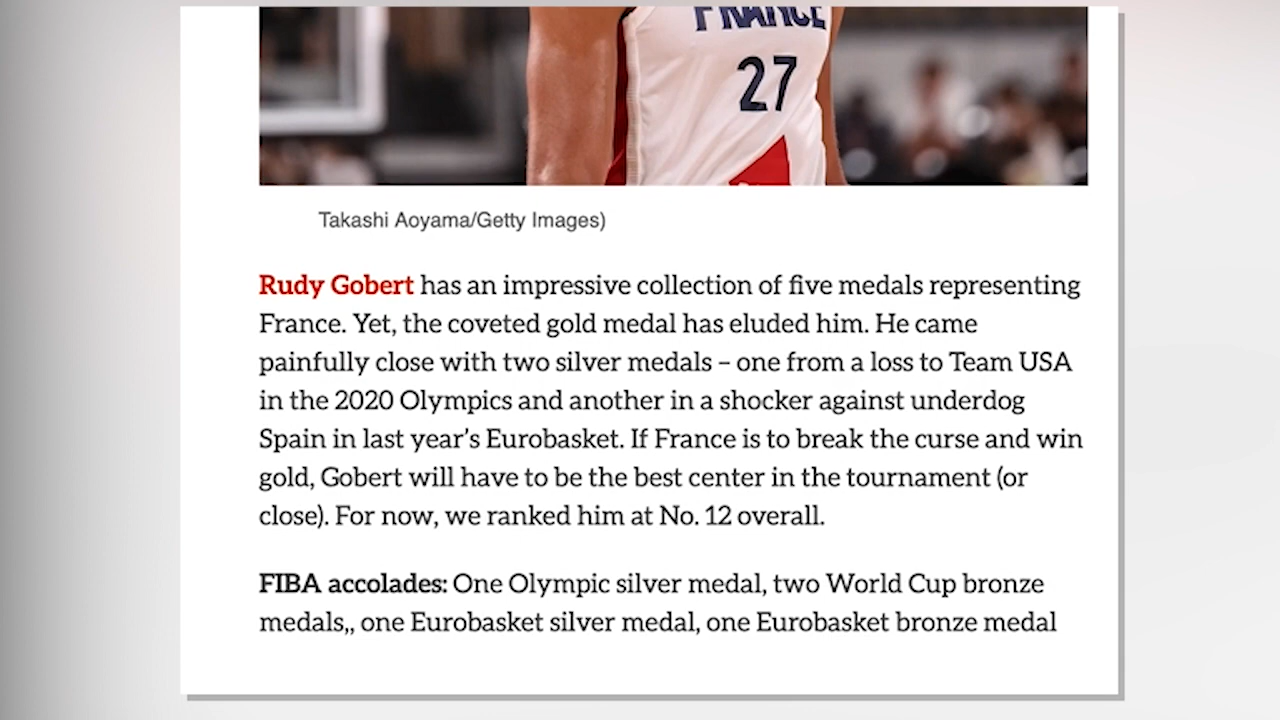 FRANCE
27
Takashi Aoyama/Getty Images)
Rudy Gobert has an impressive collection of five medals representing
France. Yet, the coveted gold medal has eluded him. He came
painfully close with two silver medals – one from a loss to Team USA
in the 2020 Olympics and another in a shocker against underdog
Spain in last year’s Eurobasket. If France is to break the curse and win
gold, Gobert will have to be the best center in the tournament (or
close). For now, we ranked him at No. 12 overall.
FIBA accolades: One Olympic silver medal, two World Cup bronze
medals,, one Eurobasket silver medal, one Eurobasket bronze medal